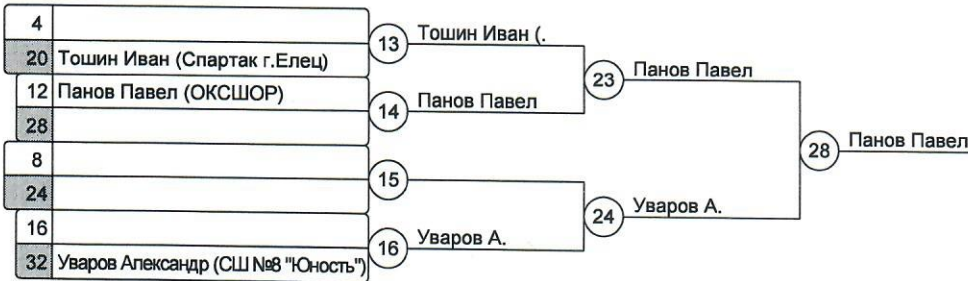 4
20 Тошин Иван (Спартак г.Елец)
12 Панов Павел (ОКСШОР)
28
8
24
16
32 Уваров Александр (СШ №8 "Юность")
13 Тошин Иван (.
14 Панов Павел
15
16 Уваров А.
23 Панов Павел
24 Уваров А.
28 Панов Павел